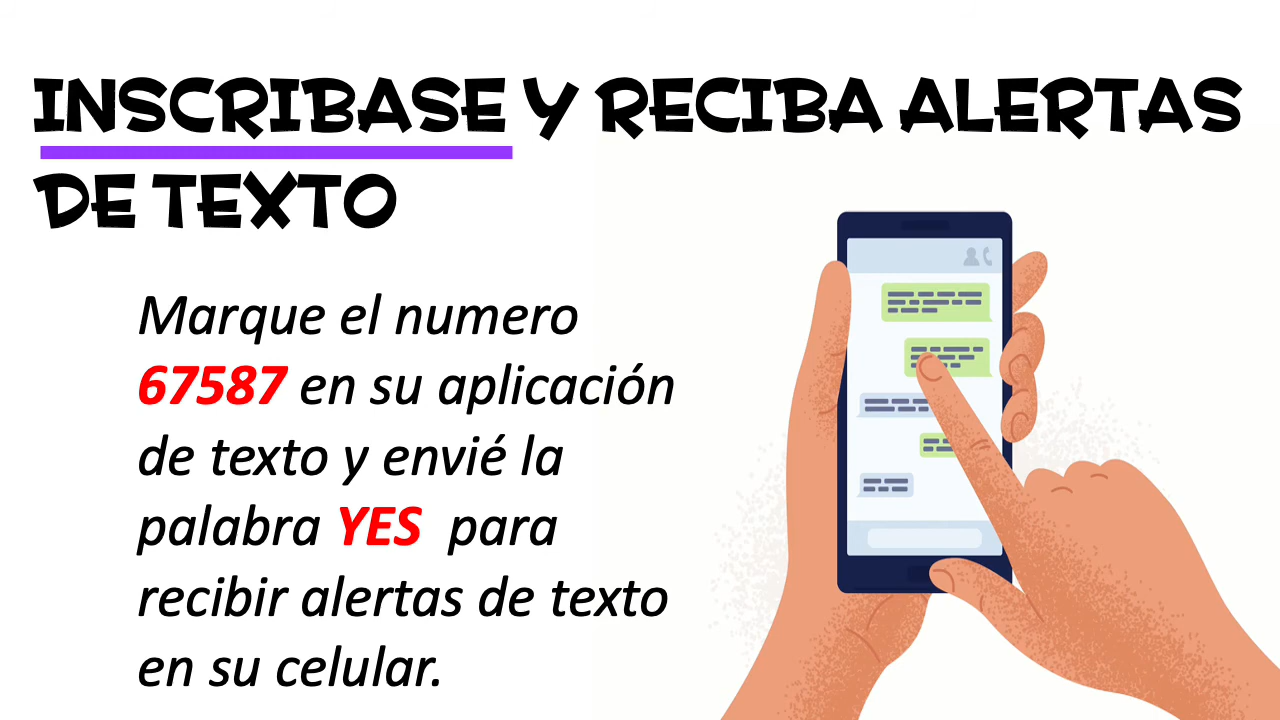 INSCRIBASE Y RECIBA ALERTAS
DE TEXTO
Marque el numero
67587 en su aplicación
de texto y envié la
palabra YES para
recibir alertas de texto
en su celular.